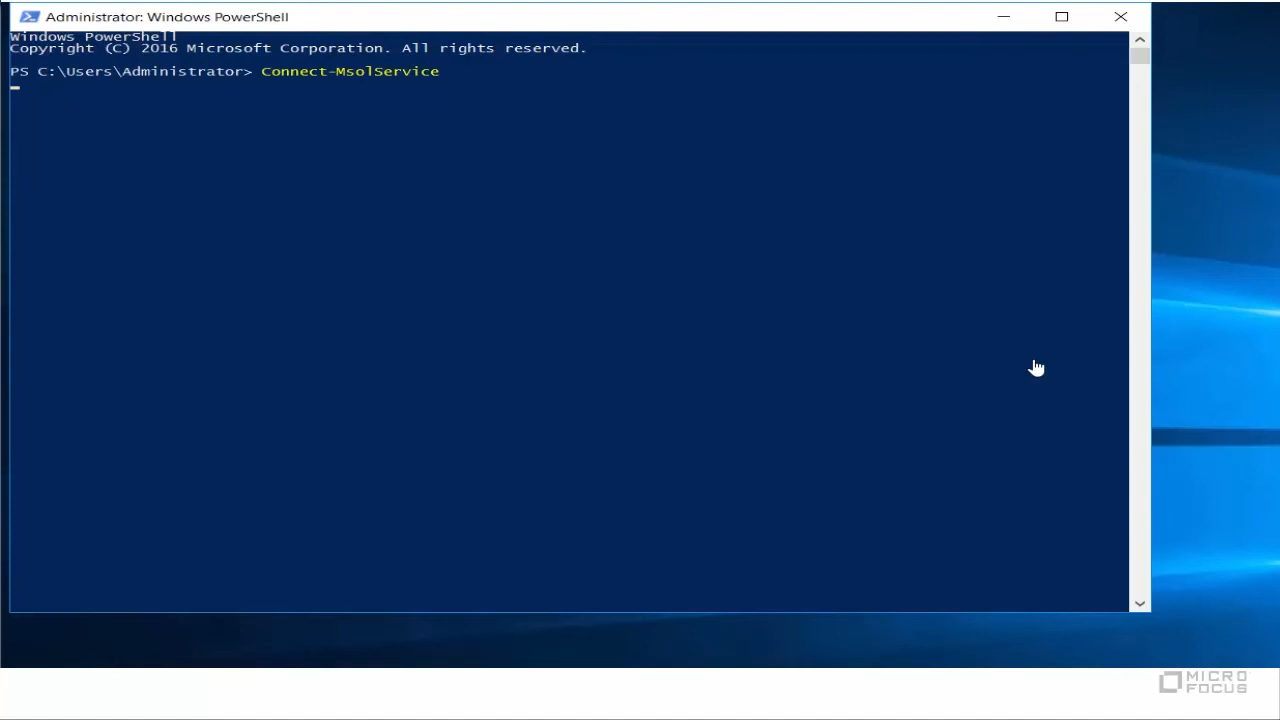 Administrator: Windows PowerShell
Windows PowerShell
Copyright (C) 2016 Microsoft Corporation. All rights reserved.
PS C:\Users\Administrator> Connect-MsolService
MICRO
FOCUS